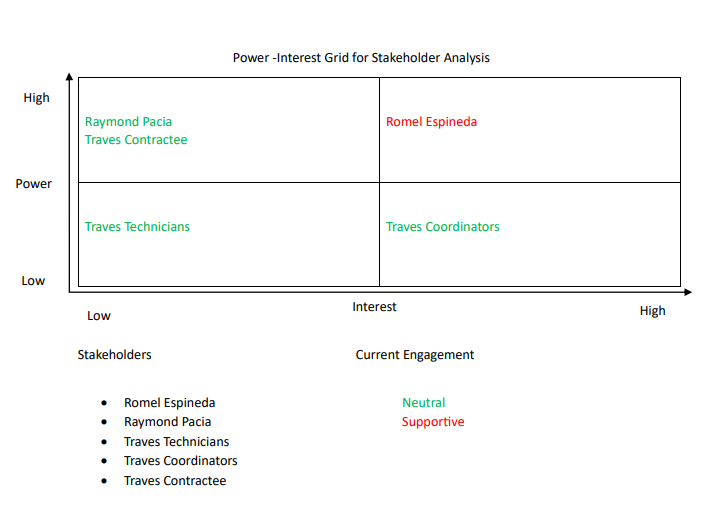 Power -Interest Grid for Stakeholder Analysis
High
Raymond Pacia
Traves Contractee
Romel Espineda
Power
Traves Technicians
Traves Coordinators
Low
Low
Interest
High
Stakeholders
Current Engagement
• Romel Espineda
• Raymond Pacia
• Traves Technicians
• Traves Coordinators
• Traves Contractee
Neutral
Supportive